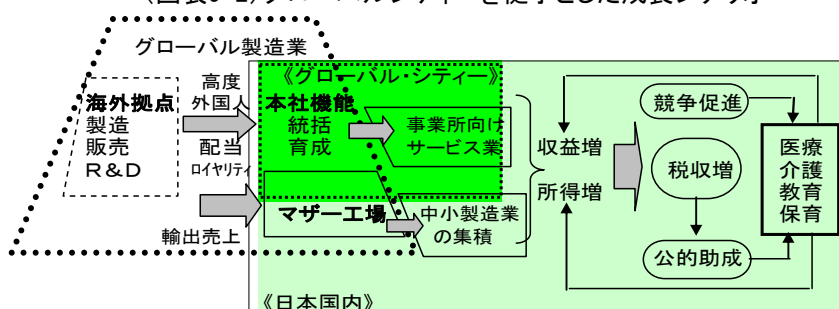 グローバル製造業
《グローバル・シティー》
海外拠点
製造
販売
R&D
高度
外国人
配当
ロイヤリティ
輸出売上
本社機能
統括
育成
事業所向け
サービス業
マザー工場
中小製造業
の集積
収益増
所得増
競争促進
税収増
公的助成
医療
介護
教育
保育
《日本国内》